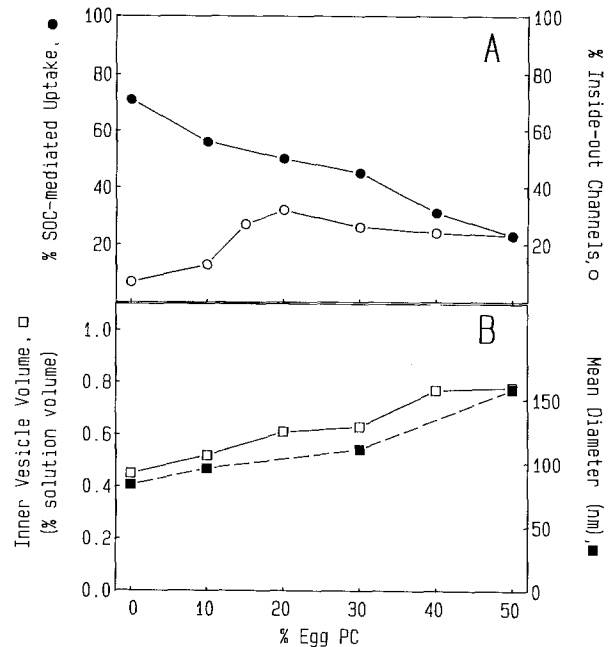 % SOC-mediated Uptake, ●
100
80
60
40
20
A
100
80
60
40
20
% Inside-out Channels, ○
Inner Vesicle Volume, □
(% solution volume)
1.0
0.8
0.6
0.4
0.2
0.0
B
150
100
50
0
Mean Diameter (nm), ■
0 10 20 30 40 50
% Egg PC